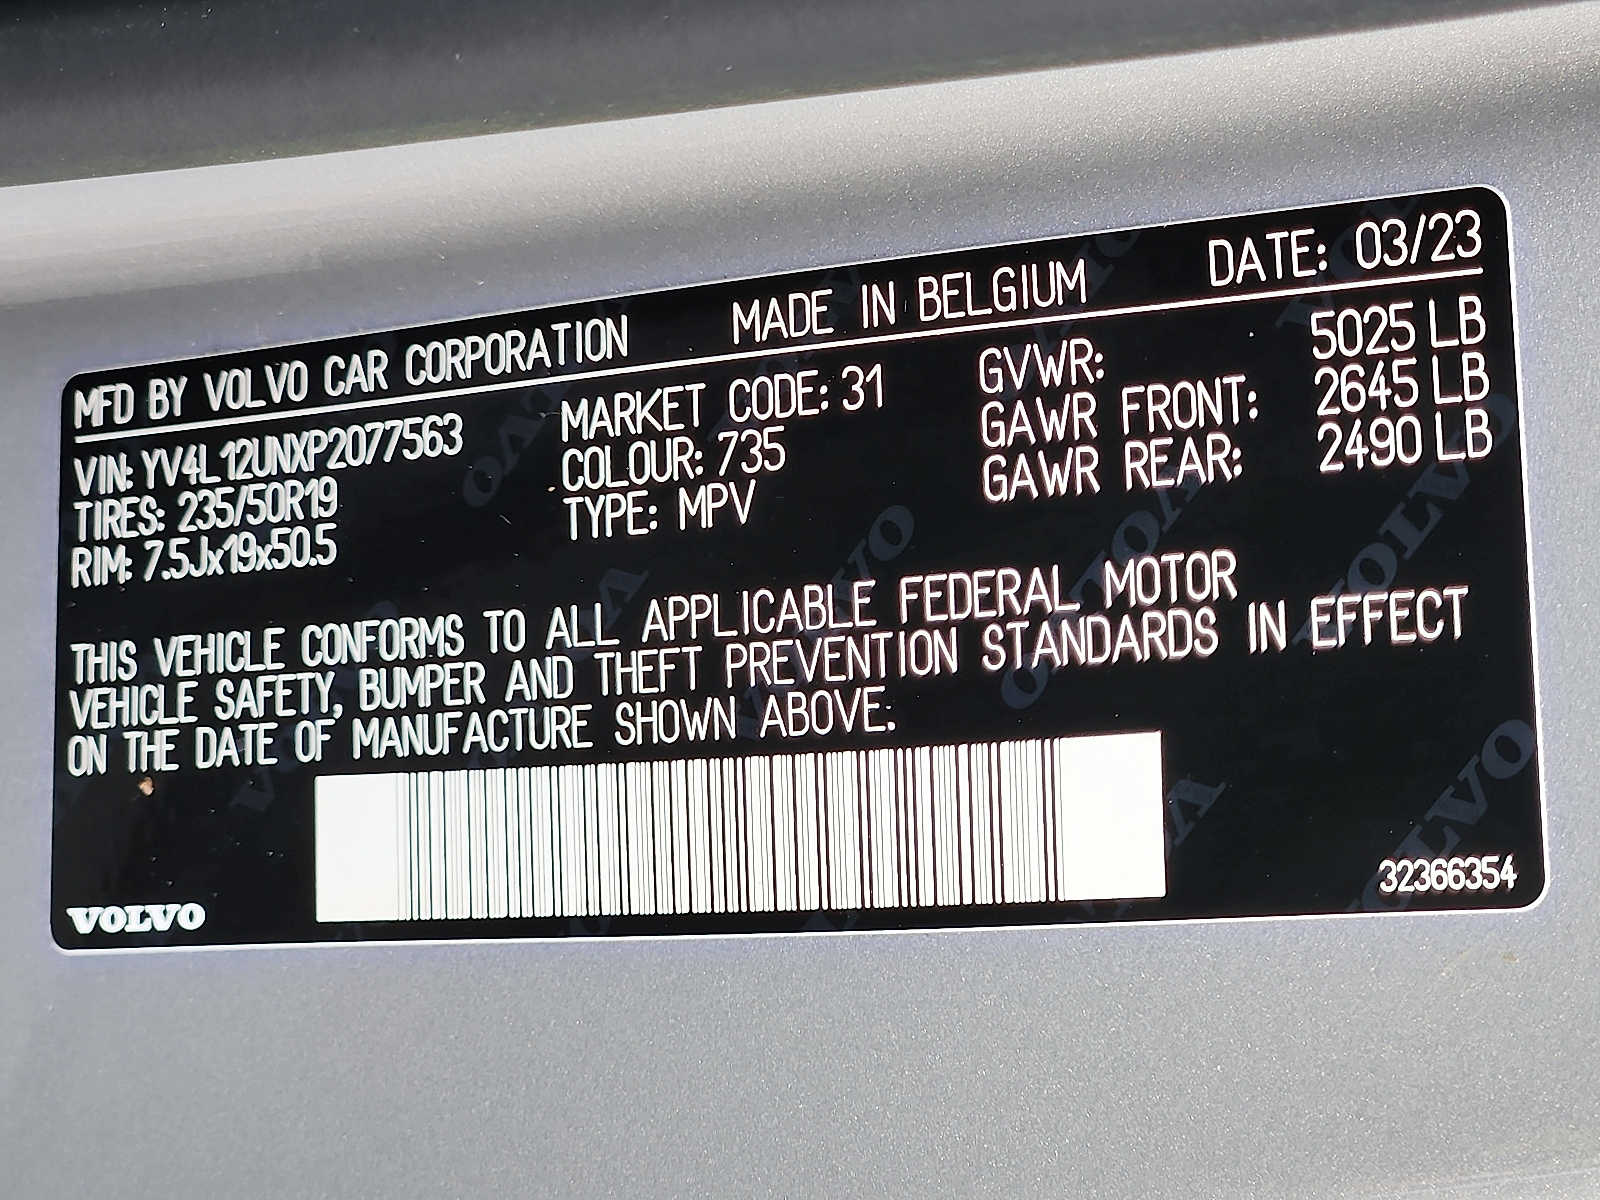 MFD BY VOLVO CAR CORPORATION MADE IN BELGIUM DATE: 03/23
VIN: YV4L12UNXP2077563 MARKET CODE: 31 GVWR: 5025 LB
TIRES: 235/50R19 COLOUR: 735 GAWR FRONT: 2645 LB
RIM: 7.5Jx19x50.5 TYPE: MPV GAWR REAR: 2490 LB
THIS VEHICLE CONFORMS TO ALL APPLICABLE FEDERAL MOTOR
VEHICLE SAFETY, BUMPER AND THEFT PREVENTION STANDARDS IN EFFECT
ON THE DATE OF MANUFACTURE SHOWN ABOVE.
VOLVO 32366354